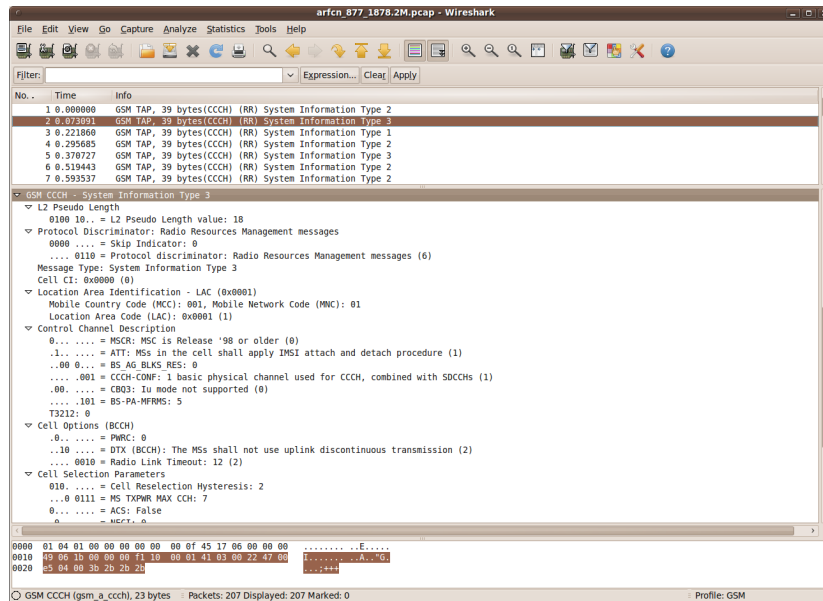 arfcn_877_1878.2M.pcap - Wireshark
File Edit View Go Capture Analyze Statistics Tools Help
Filter: Expression... Clear Apply
No. . Time Info
1 0.000000 GSM TAP, 39 bytes(CCCH) (RR) System Information Type 2
2 0.073091 GSM TAP, 39 bytes(CCCH) (RR) System Information Type 3
3 0.221860 GSM TAP, 39 bytes(CCCH) (RR) System Information Type 1
4 0.295685 GSM TAP, 39 bytes(CCCH) (RR) System Information Type 2
5 0.370727 GSM TAP, 39 bytes(CCCH) (RR) System Information Type 3
6 0.519443 GSM TAP, 39 bytes(CCCH) (RR) System Information Type 2
7 0.593537 GSM TAP, 39 bytes(CCCH) (RR) System Information Type 2
GSM CCCH - System Information Type 3
L2 Pseudo Length
0100 10.. = L2 Pseudo Length value: 18
Protocol Discriminator: Radio Resources Management messages
0000 .... = Skip Indicator: 0
.... 0110 = Protocol discriminator: Radio Resources Management messages (6)
Message Type: System Information Type 3
Cell CI: 0x0000 (0)
Location Area Identification - LAC (0x0001)
Mobile Country Code (MCC): 001, Mobile Network Code (MNC): 01
Location Area Code (LAC): 0x0001 (1)
Control Channel Description
0... .... = MSCR: MSC is Release '98 or older (0)
.1.. .... = ATT: MSs in the cell shall apply IMSI attach and detach procedure (1)
..00 0... = BS_AG_BLKS_RES: 0
.... .001 = CCCH-CONF: 1 basic physical channel used for CCCH, combined with SDCCHs (1)
.00. .... = CBQ3: Iu mode not supported (0)
.... .101 = BS-PA-MFRMS: 5
T3212: 0
Cell Options (BCCH)
.0.. .... = PWRC: 0
..10 .... = DTX (BCCH): The MSs shall not use uplink discontinuous transmission (2)
.... 0010 = Radio Link Timeout: 12 (2)
Cell Selection Parameters
010. .... = Cell Reselection Hysteresis: 2
...0 0111 = MS TXPWR MAX CCH: 7
0... .... = ACS: False
.0.. .... = NECI: 0
0000 01 04 01 00 00 00 00 00 00 0f 45 17 06 00 00 00 ........ ..E.....
0010 49 06 1b 00 00 00 f1 10 00 01 41 03 00 22 47 00 I....... ..A.."G.
0020 e5 04 00 3b 2b 2b 2b ...;+++
GSM CCCH (gsm_a_ccch), 23 bytes Packets: 207 Displayed: 207 Marked: 0 Profile: GSM